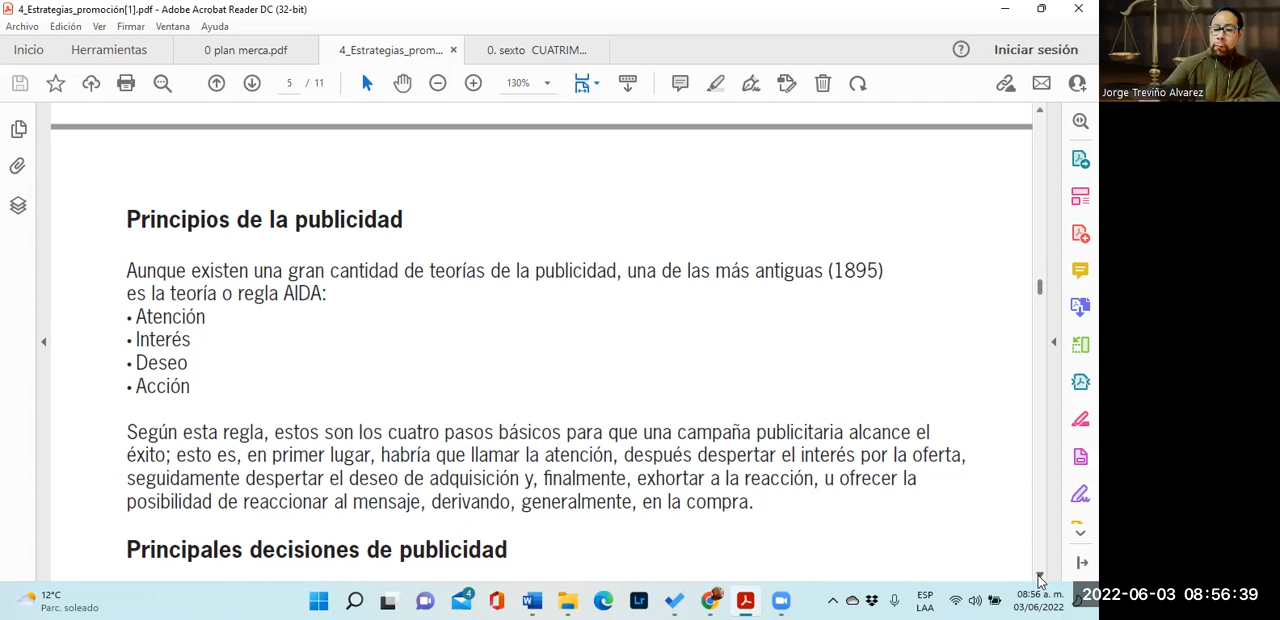 4_Estrategias_promoción[1].pdf - Adobe Acrobat Reader DC (32-bit)
Archivo Edición Ver Firmar Ventana Ayuda
Inicio Herramientas 0 plan merca.pdf 4_Estrategias_prom... × 0. sexto CUATRIM... Iniciar sesión
5 / 11 130%
Jorge Treviño Alvarez
Principios de la publicidad
Aunque existen una gran cantidad de teorías de la publicidad, una de las más antiguas (1895)
es la teoría o regla AIDA:
• Atención
• Interés
• Deseo
• Acción
Según esta regla, estos son los cuatro pasos básicos para que una campaña publicitaria alcance el
éxito; esto es, en primer lugar, habría que llamar la atención, después despertar el interés por la oferta,
seguidamente despertar el deseo de adquisición y, finalmente, exhortar a la reacción, u ofrecer la
posibilidad de reaccionar al mensaje, derivando, generalmente, en la compra.
Principales decisiones de publicidad
12°C
Parc. soleado
4
Lr
ESP
LAA
08:56 a. m.
03/06/2022
2022-06-03 08:56:39